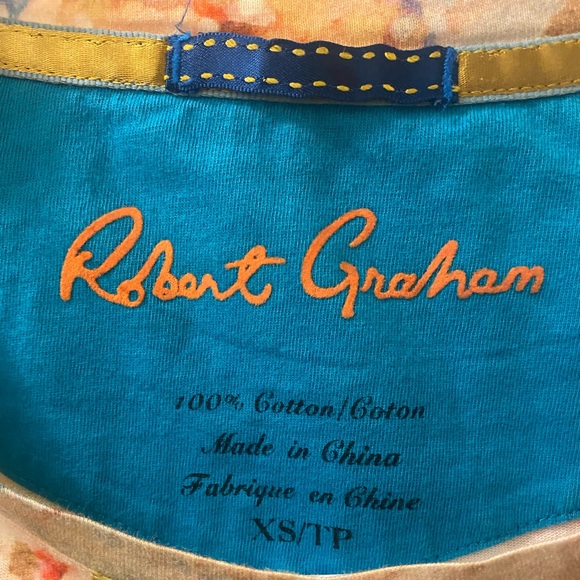 Robert Graham
100% Cotton/Coton
Made in China
Fabrique en Chine
XS/TP